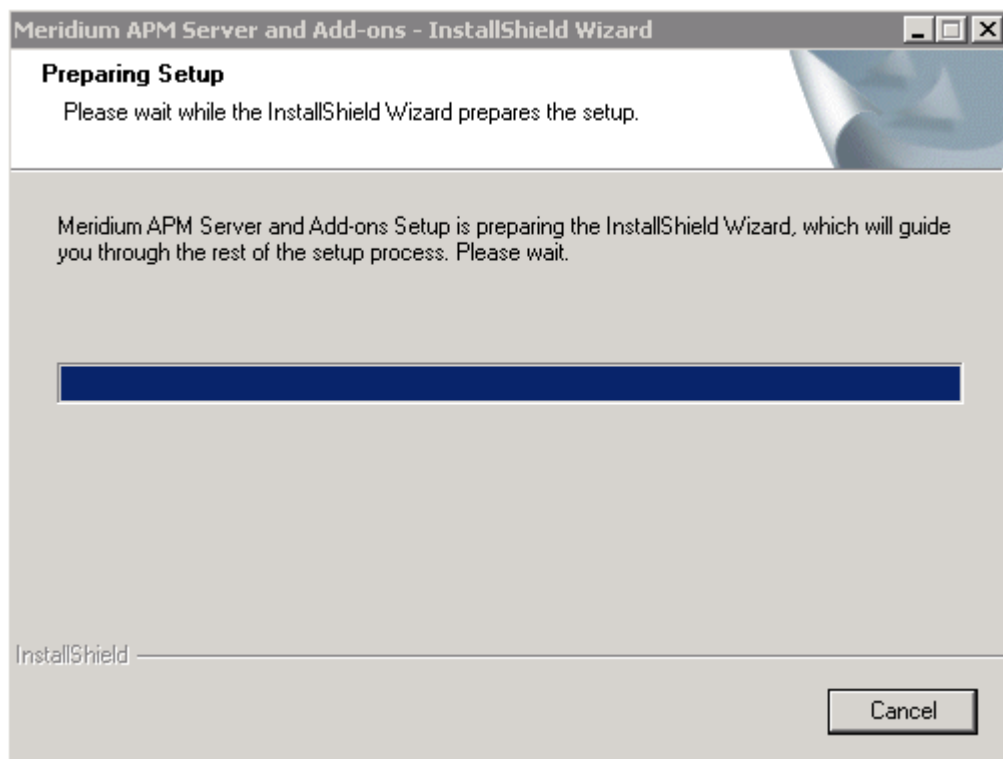 Meridium APM Server and Add-ons - InstallShield Wizard
Preparing Setup
Please wait while the InstallShield Wizard prepares the setup.
Meridium APM Server and Add-ons Setup is preparing the InstallShield Wizard, which will guide
you through the rest of the setup process. Please wait.
InstallShield
Cancel